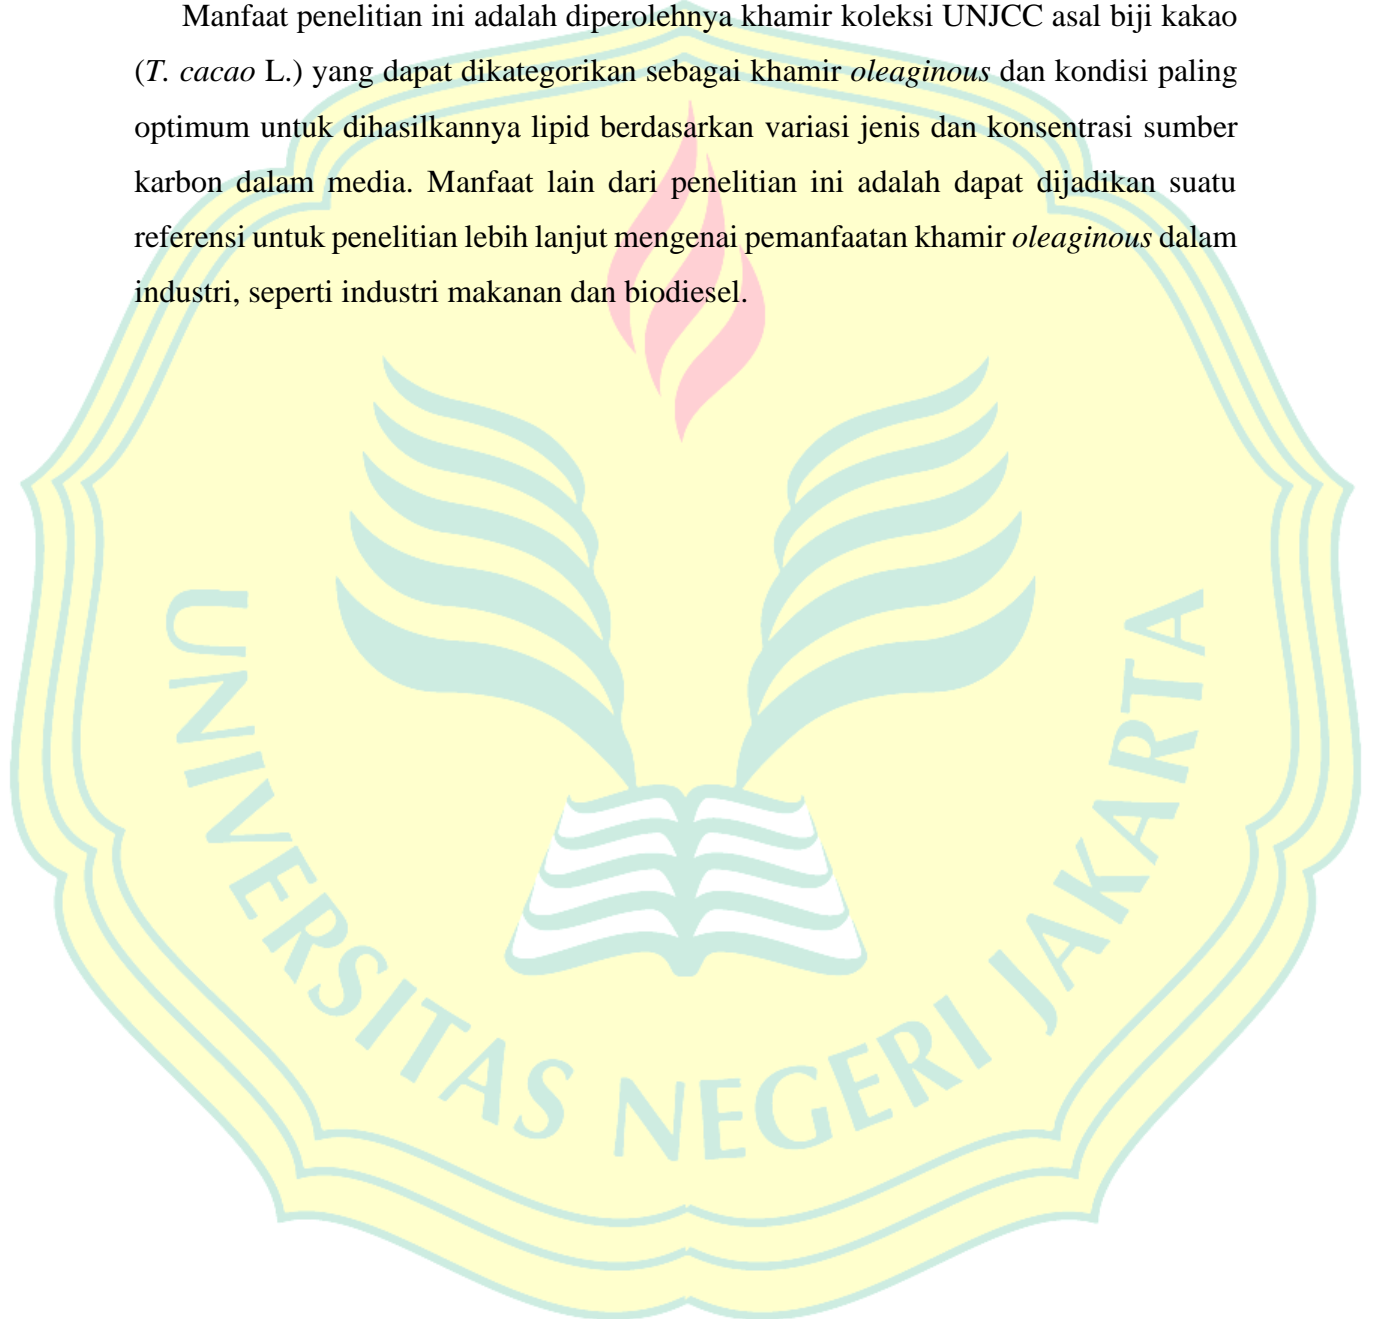 Manfaat penelitian ini adalah diperolehnya khamir koleksi UNJCC asal biji kakao
(T. cacao L.) yang dapat dikategorikan sebagai khamir oleaginous dan kondisi paling
optimum untuk dihasilkannya lipid berdasarkan variasi jenis dan konsentrasi sumber
karbon dalam media. Manfaat lain dari penelitian ini adalah dapat dijadikan suatu
referensi untuk penelitian lebih lanjut mengenai pemanfaatan khamir oleaginous dalam
industri, seperti industri makanan dan biodiesel.
UNIVERSITAS NEGERI JAKARTA